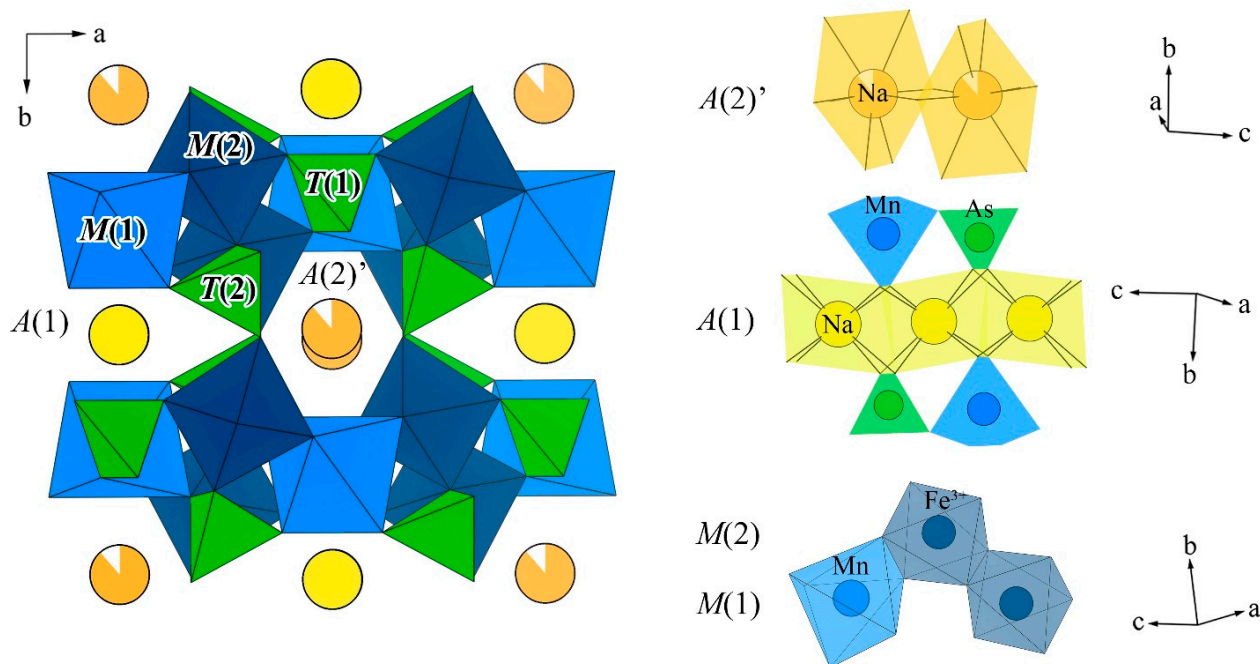 a
b
M(2)
T(1)
M(1)
T(2)
A(2)’
A(1)
A(2)’
Na
b
a
c
Mn
As
A(1)
Na
c
a
b
M(2)
Fe³⁺
Mn
M(1)
b
c
a